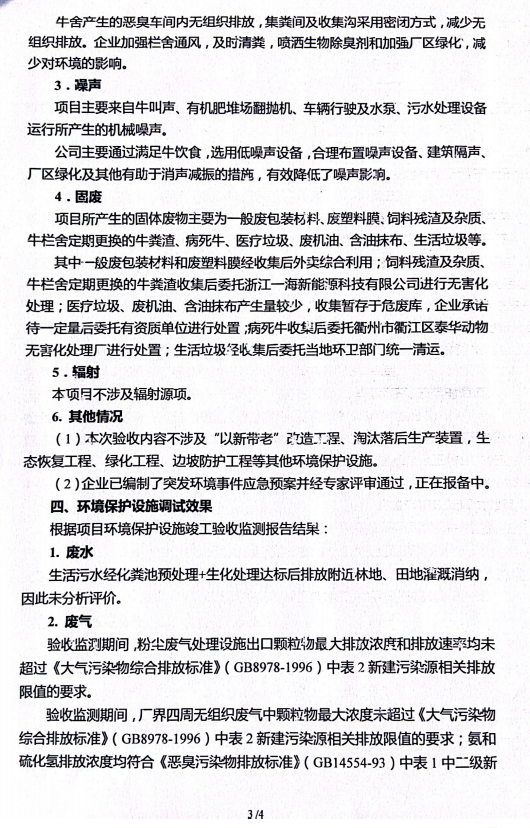 牛舍产生的恶臭车间内无组织排放，集粪间及收集沟采用密闭方式，减少无
组织排放。企业加强栏舍通风，及时清粪，喷洒生物除臭剂和加强厂区绿化，减
少对环境的影响。
3．噪声
项目主要来自牛叫声、有机肥堆场翻抛机、车辆行驶及水泵、污水处理设备
运行所产生的机械噪声。
公司主要通过满足牛饮食，选用低噪声设备，合理布置噪声设备、建筑隔声、
厂区绿化及其他有助于消声减振的措施，有效降低了噪声影响。
4．固废
项目所产生的固体废物主要为一般废包装材料、废塑料膜、饲料残渣及杂质、
牛栏舍定期更换的牛粪渣、病死牛、医疗垃圾、废机油、含油抹布、生活垃圾等。
其中一般废包装材料和废塑料膜经收集后外卖综合利用；饲料残渣及杂质、
牛栏舍定期更换的牛粪渣收集后委托浙江一海新能源科技有限公司进行无害化
处理；医疗垃圾、废机油、含油抹布产生量较少，收集暂存于危废库，企业承诺
待一定量后委托有资质单位进行处置；病死牛收集后委托衢州市衢江区泰华动物
无害化处理厂进行处置；生活垃圾经收集后委托当地环卫部门统一清运。
5．辐射
本项目不涉及辐射源项。
6. 其他情况
（1）本次验收内容不涉及“以新带老”改造工程、淘汰落后生产装置，生
态恢复工程、绿化工程、边坡防护工程等其他环境保护设施。
（2）企业已编制了突发环境事件应急预案并经专家评审通过，正在报备中。
四、环境保护设施调试效果
根据项目环境保护设施竣工验收监测报告结果：
1. 废水
生活污水经化粪池预处理+生化处理达标后排放附近林地、田地灌溉消纳，
因此未分析评价。
2. 废气
验收监测期间，粉尘废气处理设施出口颗粒物最大排放浓度和排放速率均未
超过《大气污染物综合排放标准》（GB8978-1996）中表 2 新建污染源相关排放
限值的要求。
验收监测期间，厂界四周无组织废气中颗粒物最大浓度未超过《大气污染物
综合排放标准》（GB8978-1996）中表 2 新建污染源相关排放限值的要求；氨和
硫化氢排放浓度均符合《恶臭污染物排放标准》（GB14554-93）中表 1 中二级新
3 /4